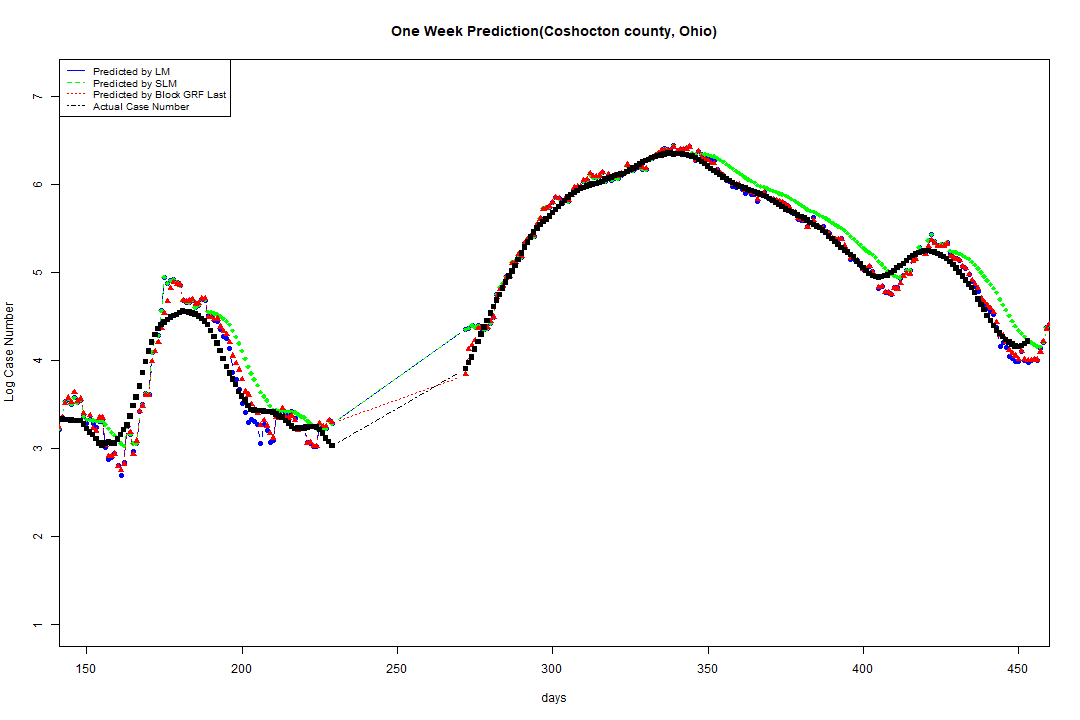 One Week Prediction(Coshocton county, Ohio)
Predicted by LM
Predicted by SLM
Predicted by Block GRF Last
Actual Case Number
Log Case Number
7
6
5
4
3
2
1
150 200 250 300 350 400 450
days